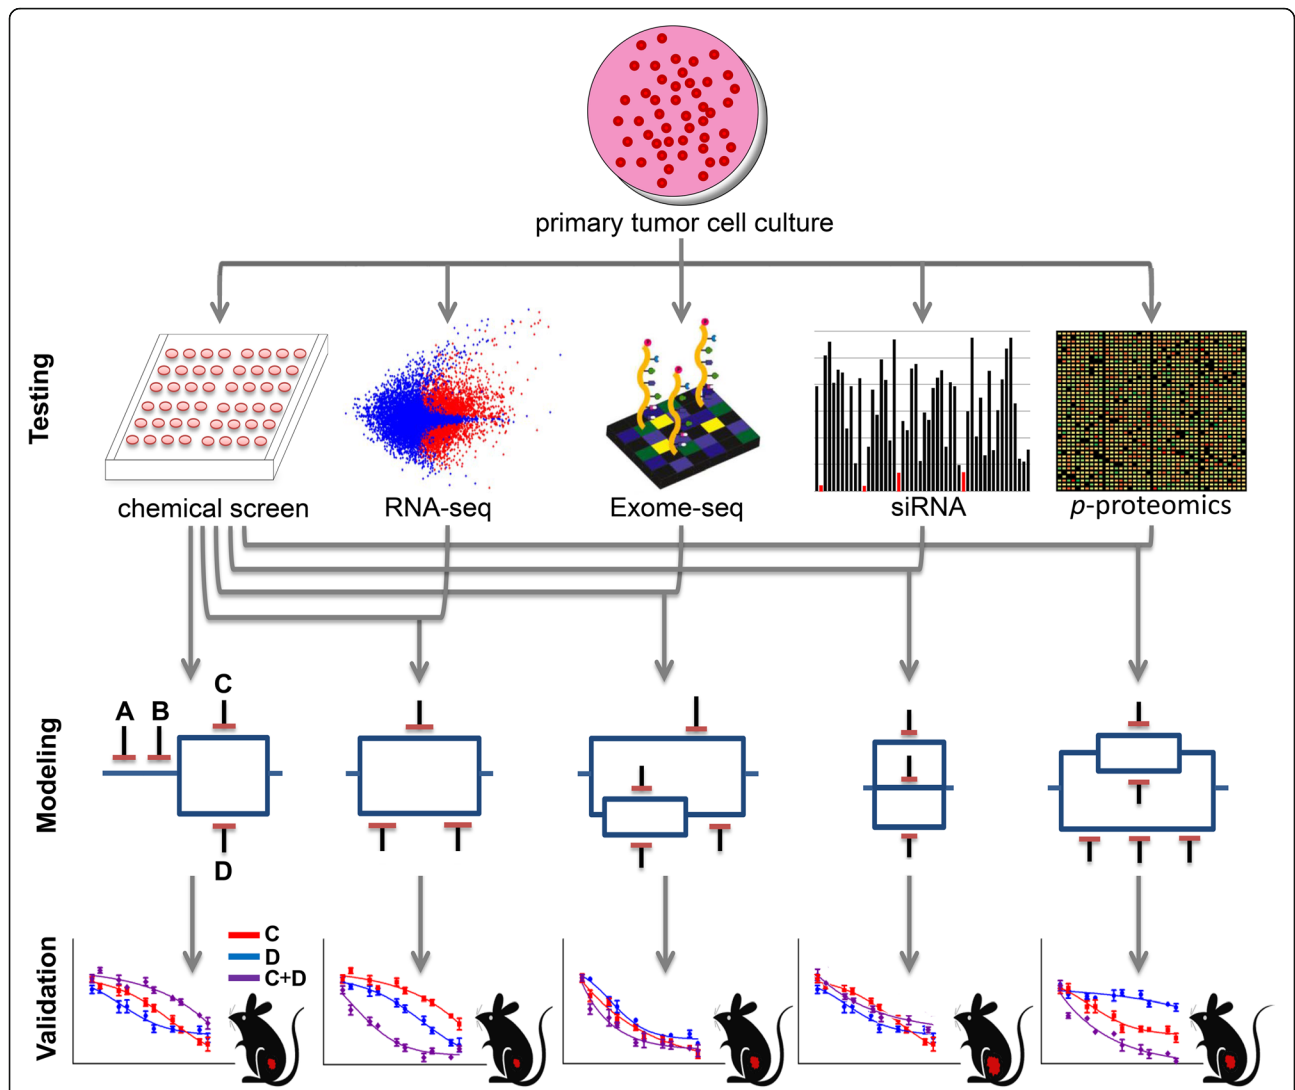 primary tumor cell culture
Testing
chemical screen
RNA-seq
Exome-seq
siRNA
p-proteomics
Modeling
A
B
C
D
Validation
C
D
C+D